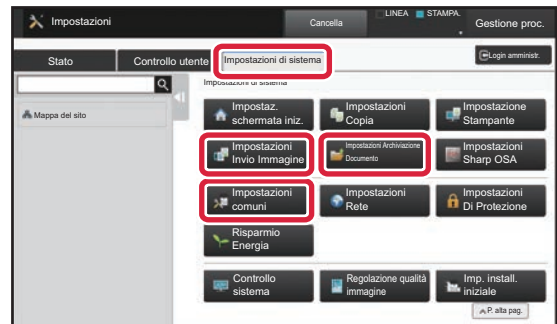 Impostazioni
Cancella
LINEA
STAMPA.
Gestione proc.
Stato
Controllo utente
Impostazioni di sistema
Login amministr.
Impostazioni di sistema
Mappa del sito
Impostaz.
schermata iniz.
Impostazioni
Copia
Impostazione
Stampante
Impostazioni
Invio Immagine
Impostazioni Archiviazione
Documento
Impostazioni
Sharp OSA
Impostazioni
comuni
Impostazioni
Rete
Impostazioni
Di Protezione
Risparmio
Energia
Controllo
sistema
Regolazione qualità
immagine
Imp. install.
iniziale
P. alta pag.